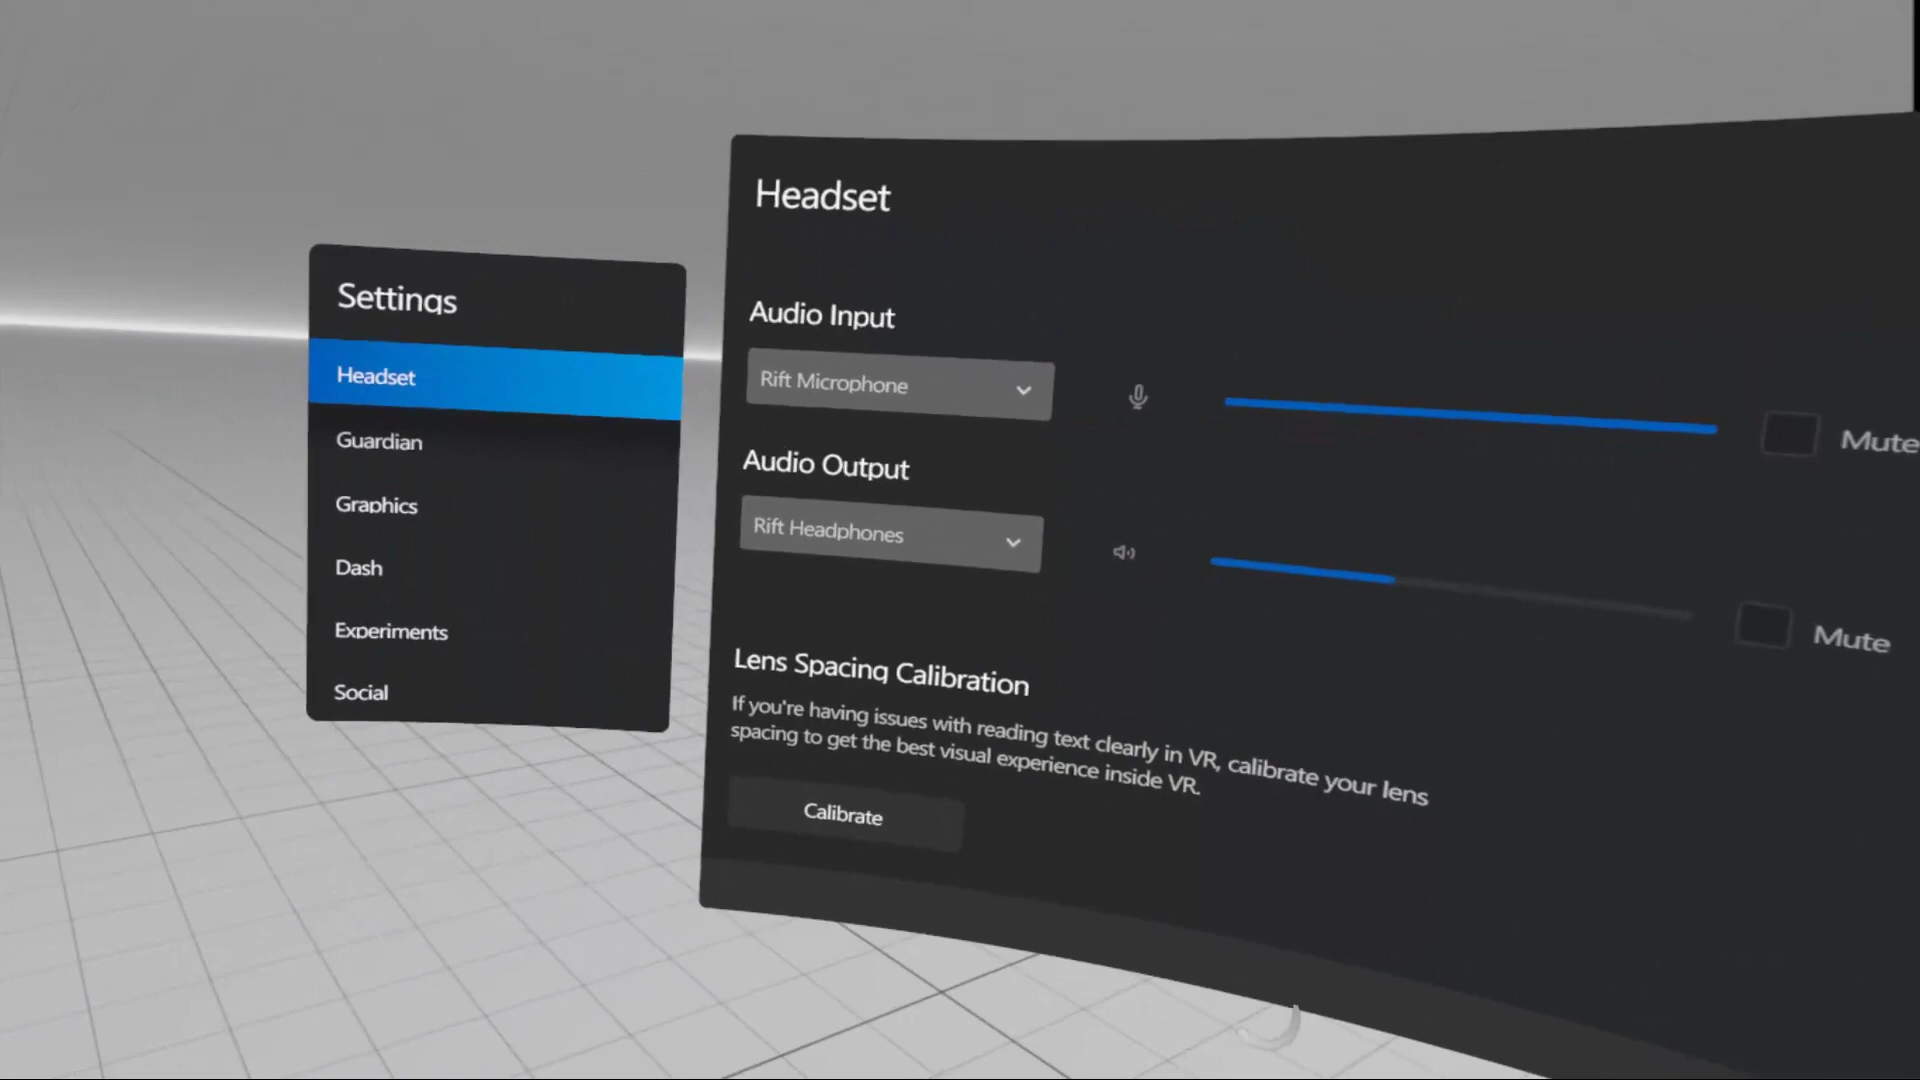 Settings
Headset
Guardian
Graphics
Dash
Experiments
Social
Headset
Audio Input
Rift Microphone
Mute
Audio Output
Rift Headphones
Mute
Lens Spacing Calibration
If you're having issues with reading text clearly in VR, calibrate your lens
spacing to get the best visual experience inside VR.
Calibrate